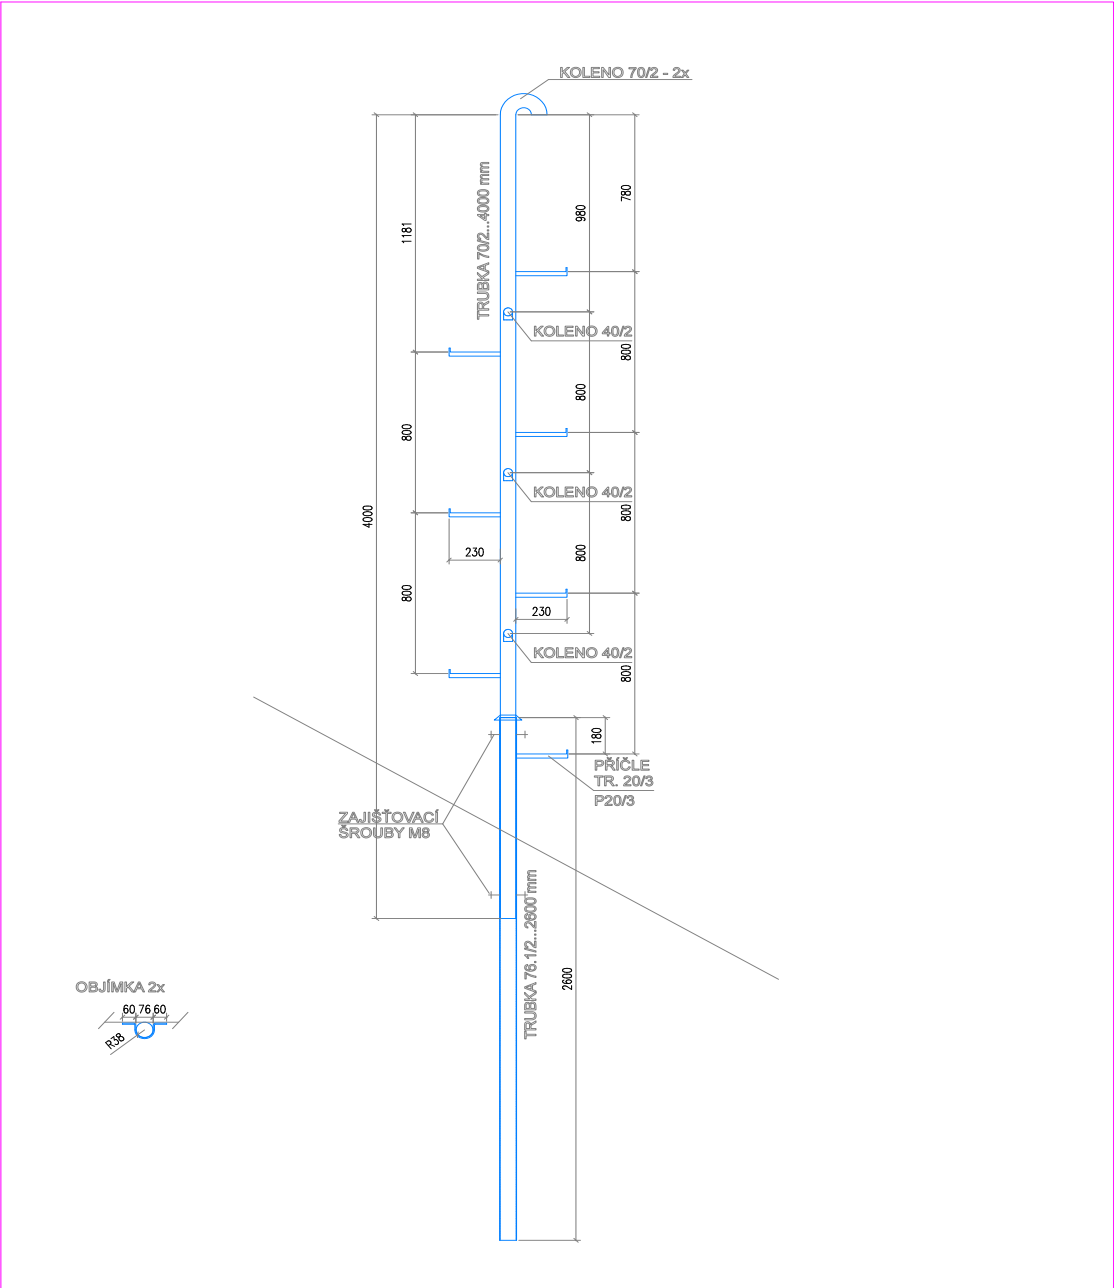 KOLENO 70/2 - 2x
TRUBKA 70/2...4000 mm
1181
980
780
KOLENO 40/2
800
800
800
KOLENO 40/2
800
4000
230
800
800
230
KOLENO 40/2
800
180
PŘÍČLE
TR. 20/3
P20/3
ZAJIŠŤOVACÍ
ŠROUBY M8
TRUBKA 76.1/2...2600 mm
2600
OBJÍMKA 2x
60 76 60
R38